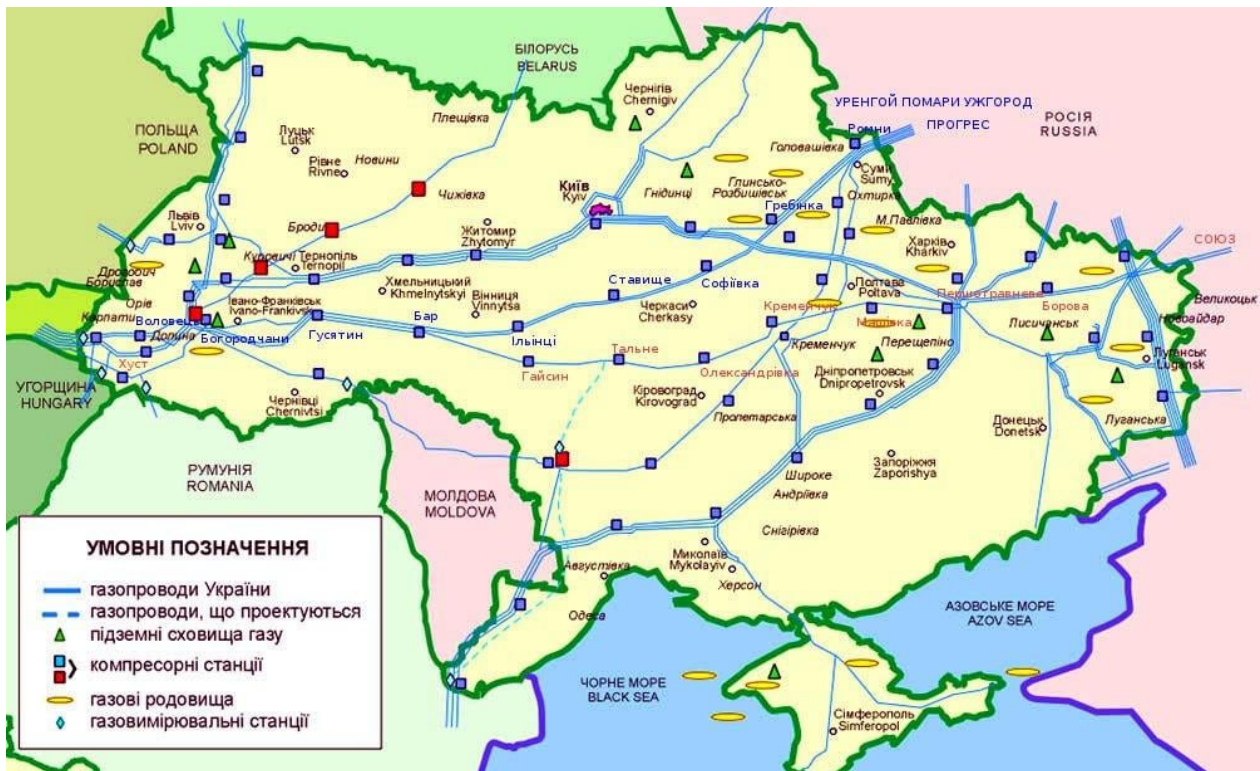 БІЛОРУСЬ
BELARUS
ПОЛЬЩА
POLAND
РОСІЯ
RUSSIA
УРЕНГОЙ ПОМАРИ УЖГОРОД
ПРОГРЕС
СОЮЗ
Чернігів
Chernigiv
Плещівка
Луцьк
Lutsk
Рівне
Rivne
Новини
Чижівка
Київ
Kyiv
Гнідинці
Глинсько-
Розбишівськ
Головашівка
Ромни
Суми
Sumy
Охтирка
Гребінка
М.Павлівка
Харків
Kharkiv
Львів
Lviv
Броди
Куровичі
Тернопіль
Ternopil
Житомир
Zhytomyr
Дрогобич
Борислав
Орів
Карпати
Воловець
Долина
Хуст
Івано-Франківськ
Ivano-Frankivsk
Богородчани
Гусятин
Хмельницький
Khmelnytskyi
Вінниця
Vinnytsa
Бар
Іллінці
Ставище
Софіївка
Черкаси
Cherkasy
Полтава
Poltava
Кременчук
Кременчук
Машівка
Перещепіно
Першотравневе
Борова
Лисичанськ
Великоцьк
Новоайдар
Луганськ
Lugansk
Луганська
Гайсин
Тальне
Олександрівка
Кіровоград
Kirovograd
Пролетарська
Дніпропетровськ
Dnipropetrovsk
Донецьк
Donetsk
Запоріжжя
Zaporishya
Широке
Андріївка
Снігірівка
Чернівці
Chernivtsi
УГОРЩИНА
HUNGARY
РУМУНІЯ
ROMANIA
МОЛДОВА
MOLDOVA
Миколаїв
Mykolayiv
Херсон
Августівка
Одеса
АЗОВСЬКЕ МОРЕ
AZOV SEA
ЧОРНЕ МОРЕ
BLACK SEA
Сімферополь
Simferopol
УМОВНІ ПОЗНАЧЕННЯ
газопроводи України
газопроводи, що проектуються
підземні сховища газу
компресорні станції
газові родовища
газовимірювальні станції